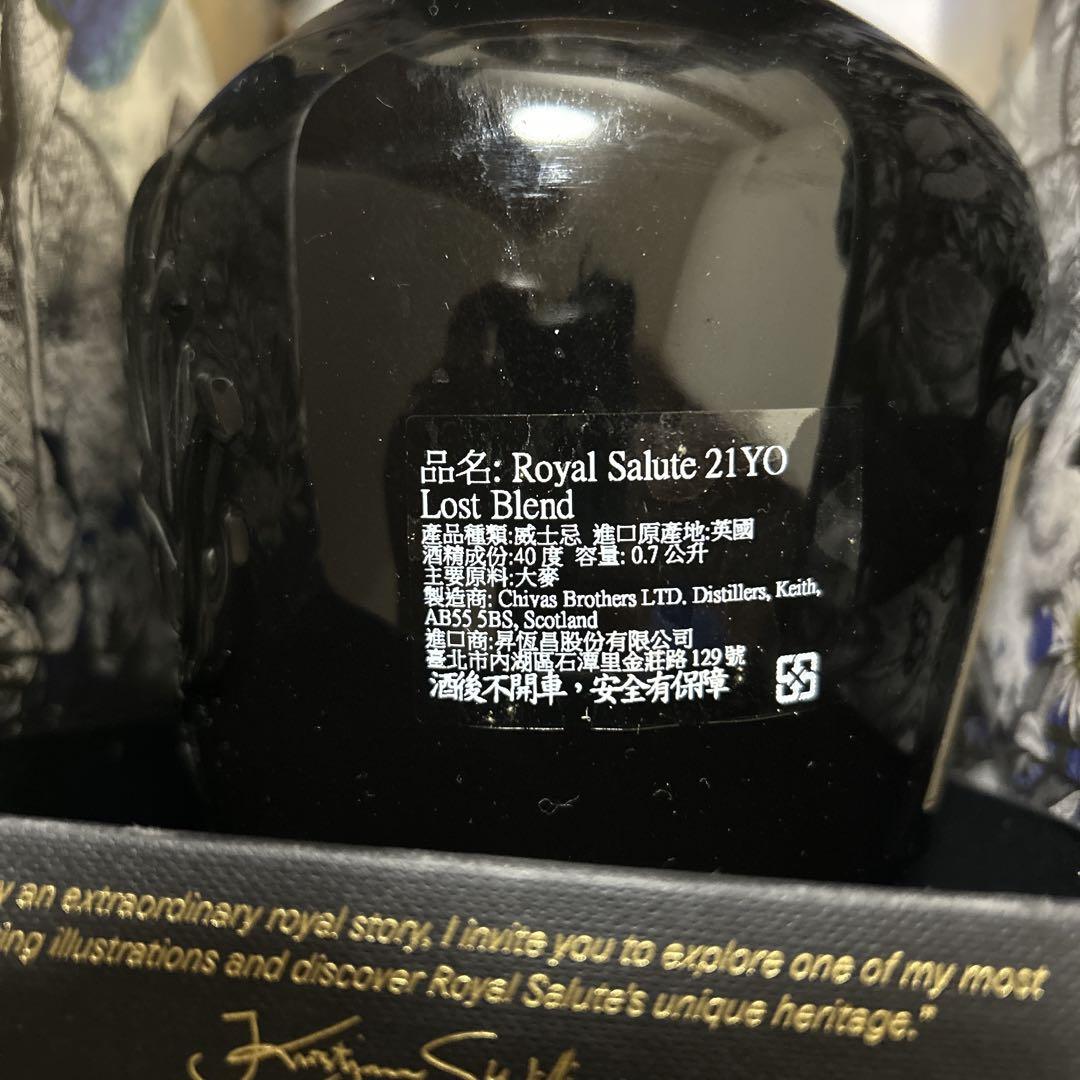 品名: Royal Salute 21YO
Lost Blend
產品種類:威士忌 進口原產地:英國
酒精成份:40 度 容量: 0.7 公升
主要原料:大麥
製造商: Chivas Brothers LTD. Distillers, Keith,
AB55 5BS, Scotland
進口商:昇恆昌股份有限公司
臺北市內湖區石潭里金莊路 129 號
酒後不開車，安全有保障
an extraordinary royal story, I invite you to explore one of my most
illustrations and discover Royal Salute's unique heritage."